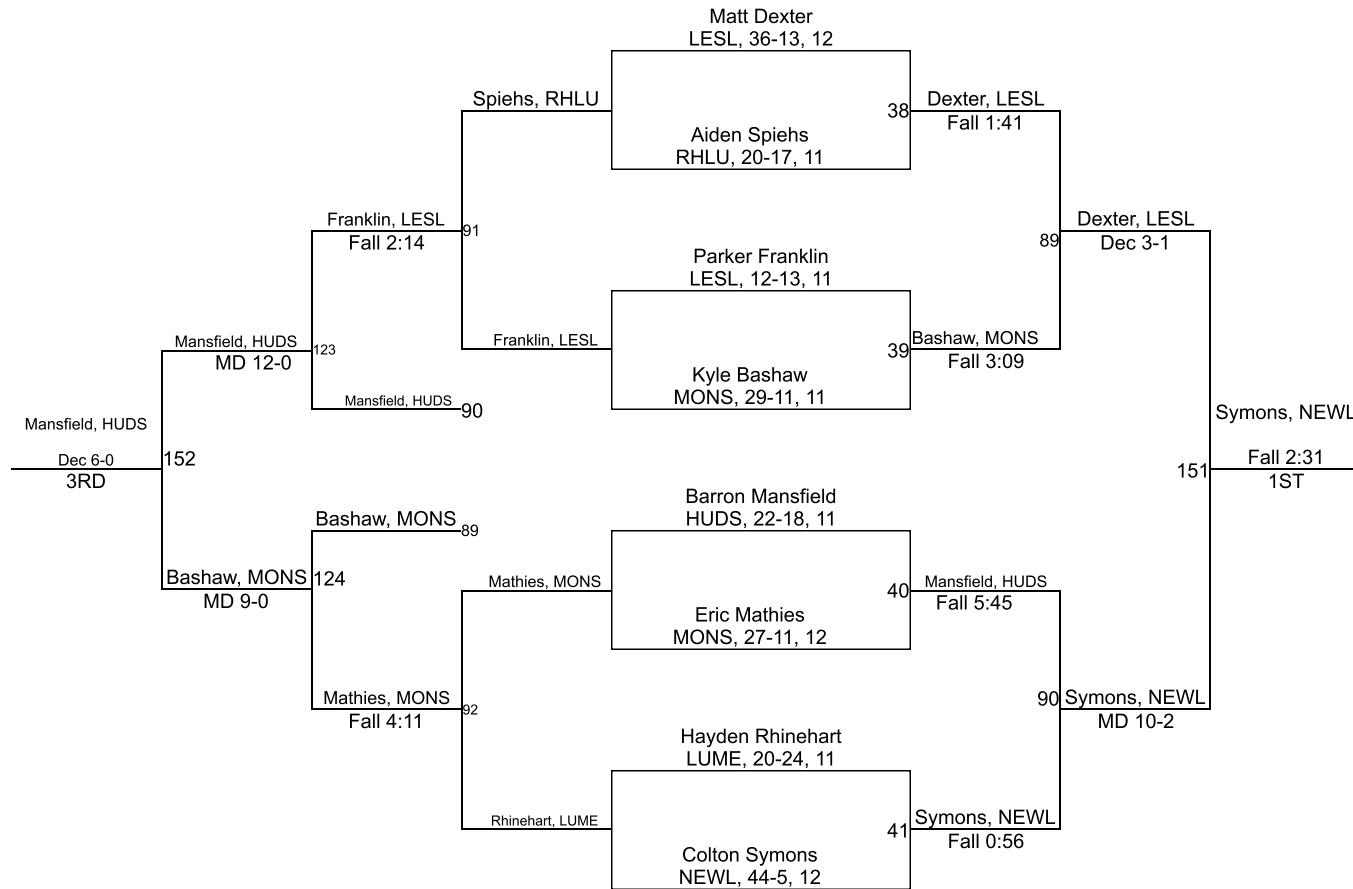 Matt Dexter
LESL, 36-13, 12
Spiehs, RHLU
38
Dexter, LESL
Fall 1:41
Aiden Spiehs
RHLU, 20-17, 11
Franklin, LESL
Fall 2:14
91
Dexter, LESL
Dec 3-1
89
Parker Franklin
LESL, 12-13, 11
Franklin, LESL
39
Bashaw, MONS
Fall 3:09
Mansfield, HUDS
MD 12-0
123
Kyle Bashaw
MONS, 29-11, 11
Mansfield, HUDS
90
Mansfield, HUDS
Dec 6-0
3RD
152
Symons, NEWL
Fall 2:31
1ST
151
Barron Mansfield
HUDS, 22-18, 11
Bashaw, MONS
89
Bashaw, MONS
MD 9-0
124
Mathies, MONS
40
Mansfield, HUDS
Fall 5:45
Eric Mathies
MONS, 27-11, 12
Mathies, MONS
Fall 4:11
92
90
Symons, NEWL
MD 10-2
Hayden Rhinehart
LUME, 20-24, 11
Rhinehart, LUME
41
Symons, NEWL
Fall 0:56
Colton Symons
NEWL, 44-5, 12